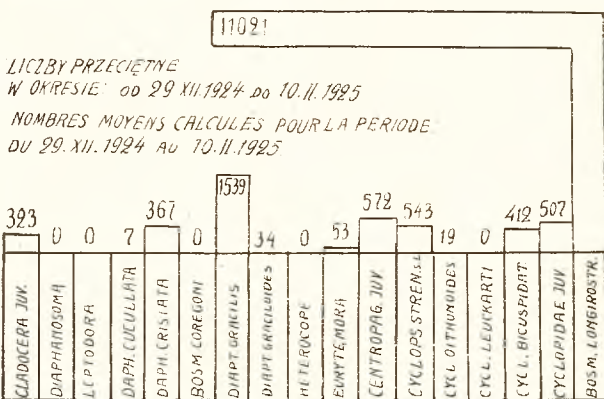 11021
LICZBY PRZECIĘTNE
W OKRESIE: OD 29 XII.1924 DO 10.II.1925
NOMBRES MOYENS CALCULÉS POUR LA PERIODE
DU 29.XII.1924 AU 10.II.1925.
323 0 0 7 367 0 1539 34 0 53 572 543 19 0 412 507
CLADOCERA JUV.
DIAPHANOSOMA
LEPTODORA
DAPH. CUCULLATA
DAPH. CRISTATA
BOSM. COREGONI
DIAPT. GRACILIS
DIAPT. GRACILOIDES
HETEROCOPE
EURYTEMORA
CENTROPAG. JUV.
CYCLOPS STREN. s.l.
CYCL. OITHONOIDES
CYCL. LEUCKARTI
CYCL. BICUSPIDAT.
CYCLOPIDAE JUV.
BOSM. LONGIROSTR.